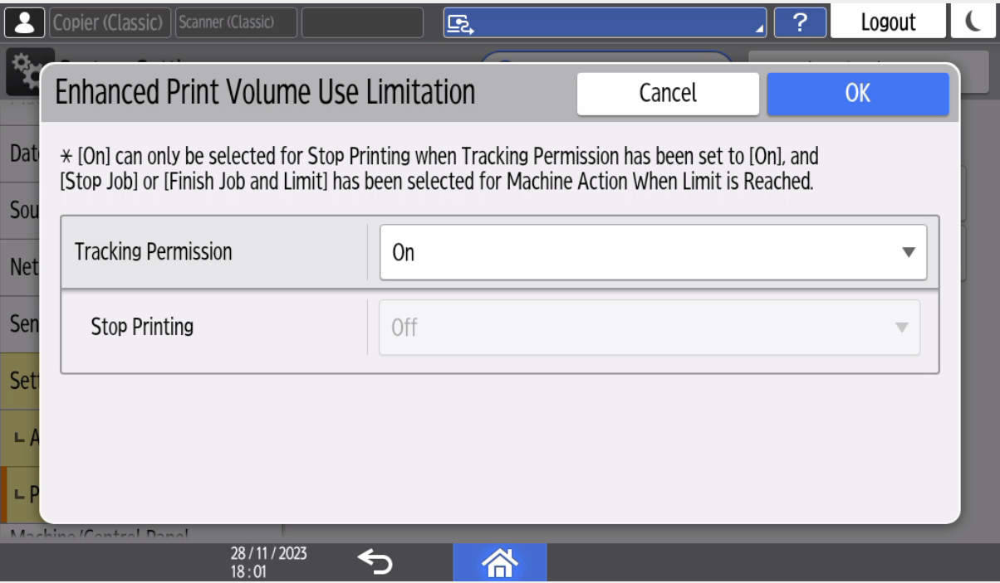 Copier (Classic)
Scanner (Classic)
?
Logout
Enhanced Print Volume Use Limitation
Cancel
OK
Dat
* [On] can only be selected for Stop Printing when Tracking Permission has been set to [On], and
[Stop Job] or [Finish Job and Limit] has been selected for Machine Action When Limit is Reached.
Sou
Tracking Permission
On
Net
Sen
Stop Printing
Off
Sett
A
P
Machine/Control Panel
28 / 11 / 2023
18 : 01